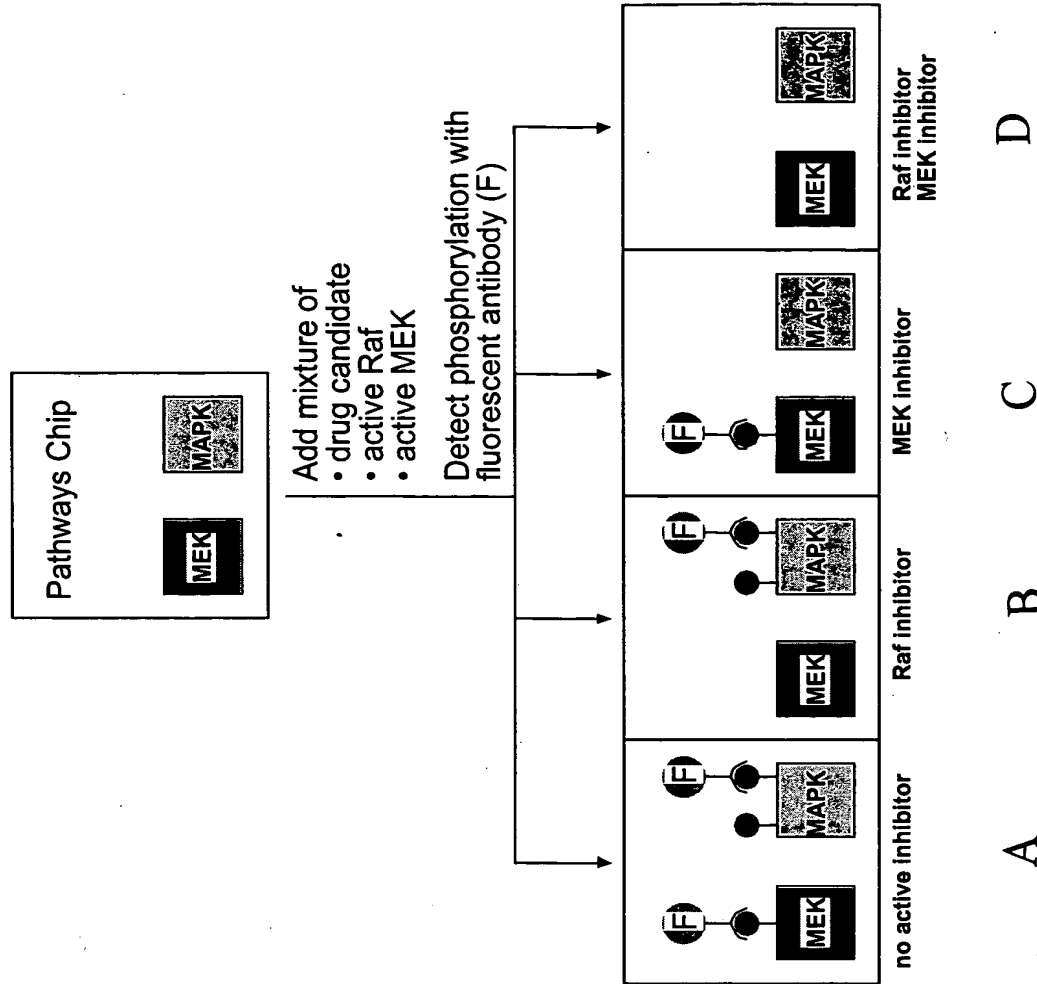 Pathways Chip
MEK
MAPK
Add mixture of
• drug candidate
• active Raf
• active MEK
Detect phosphorylation with
fluorescent antibody (F)
F
F
MEK
MAPK
no active inhibitor
A
F
MEK
MAPK
Raf inhibitor
B
F
MEK
MAPK
MEK inhibitor
C
MEK
MAPK
Raf inhibitor
MEK inhibitor
D